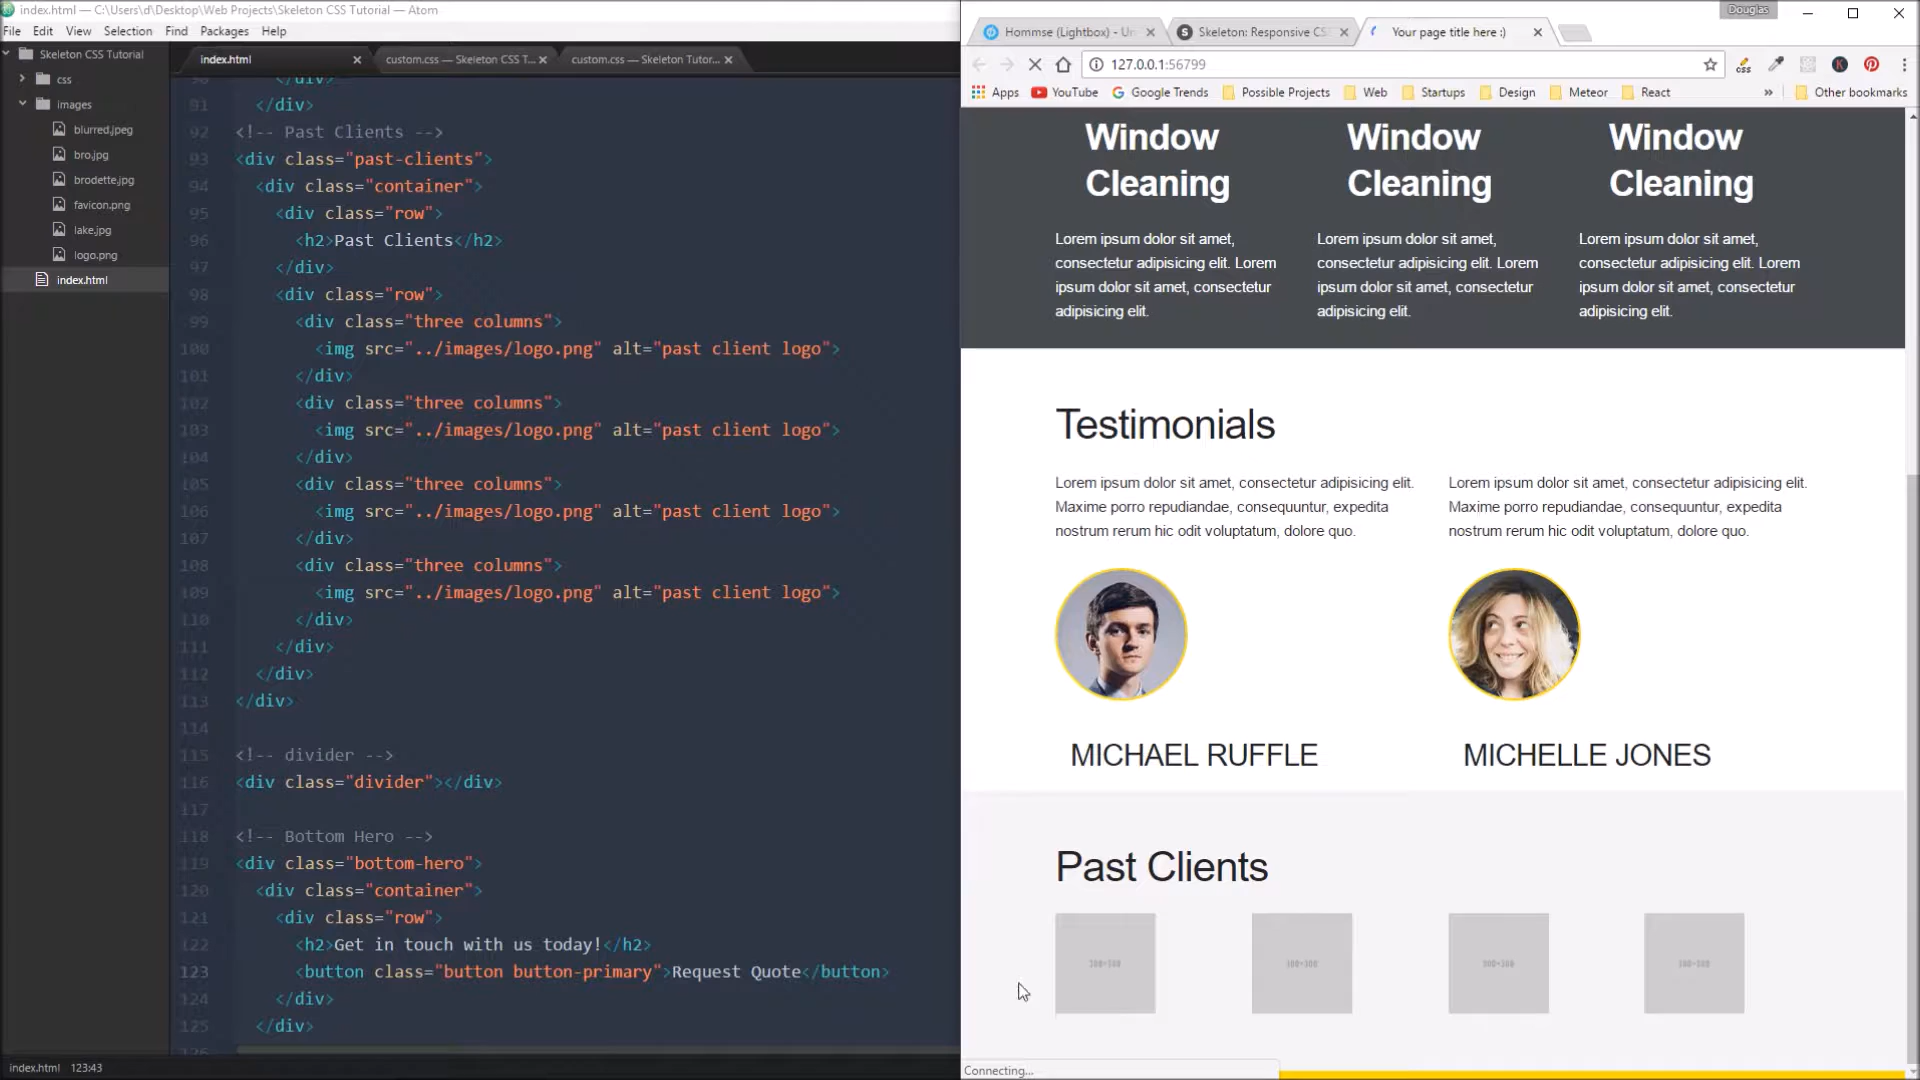 index.html — C:\Users\d\Desktop\Web Projects\Skeleton CSS Tutorial — Atom
File Edit View Selection Find Packages Help
Skeleton CSS Tutorial
css
images
blurred.jpeg
bro.jpg
brodette.jpg
favicon.png
lake.jpg
logo.png
index.html
index.html custom.css — Skeleton CSS T... custom.css — Skeleton Tutor...
90 </div>
91 </div>
92 <!-- Past Clients -->
93 <div class="past-clients">
94 <div class="container">
95 <div class="row">
96 <h2>Past Clients</h2>
97 </div>
98 <div class="row">
99 <div class="three columns">
100 <img src="../images/logo.png" alt="past client logo">
101 </div>
102 <div class="three columns">
103 <img src="../images/logo.png" alt="past client logo">
104 </div>
105 <div class="three columns">
106 <img src="../images/logo.png" alt="past client logo">
107 </div>
108 <div class="three columns">
109 <img src="../images/logo.png" alt="past client logo">
110 </div>
111 </div>
112 </div>
113 </div>
114
115 <!-- divider -->
116 <div class="divider"></div>
117
118 <!-- Bottom Hero -->
119 <div class="bottom-hero">
120 <div class="container">
121 <div class="row">
122 <h2>Get in touch with us today!</h2>
123 <button class="button button-primary">Request Quote</button>
124 </div>
125 </div>
126
index.html 123:43
Douglas
Hommse (Lightbox) - Un Skeleton: Responsive CS Your page title here :)
127.0.0.1:56799
Apps YouTube Google Trends Possible Projects Web Startups Design Meteor React » Other bookmarks
Window Window Window
Cleaning Cleaning Cleaning
Lorem ipsum dolor sit amet, Lorem ipsum dolor sit amet, Lorem ipsum dolor sit amet,
consectetur adipisicing elit. Lorem consectetur adipisicing elit. Lorem consectetur adipisicing elit. Lorem
ipsum dolor sit amet, consectetur ipsum dolor sit amet, consectetur ipsum dolor sit amet, consectetur
adipisicing elit. adipisicing elit. adipisicing elit.
Testimonials
Lorem ipsum dolor sit amet, consectetur adipisicing elit. Lorem ipsum dolor sit amet, consectetur adipisicing elit.
Maxime porro repudiandae, consequuntur, expedita Maxime porro repudiandae, consequuntur, expedita
nostrum rerum hic odit voluptatum, dolore quo. nostrum rerum hic odit voluptatum, dolore quo.
MICHAEL RUFFLE MICHELLE JONES
Past Clients
Connecting...